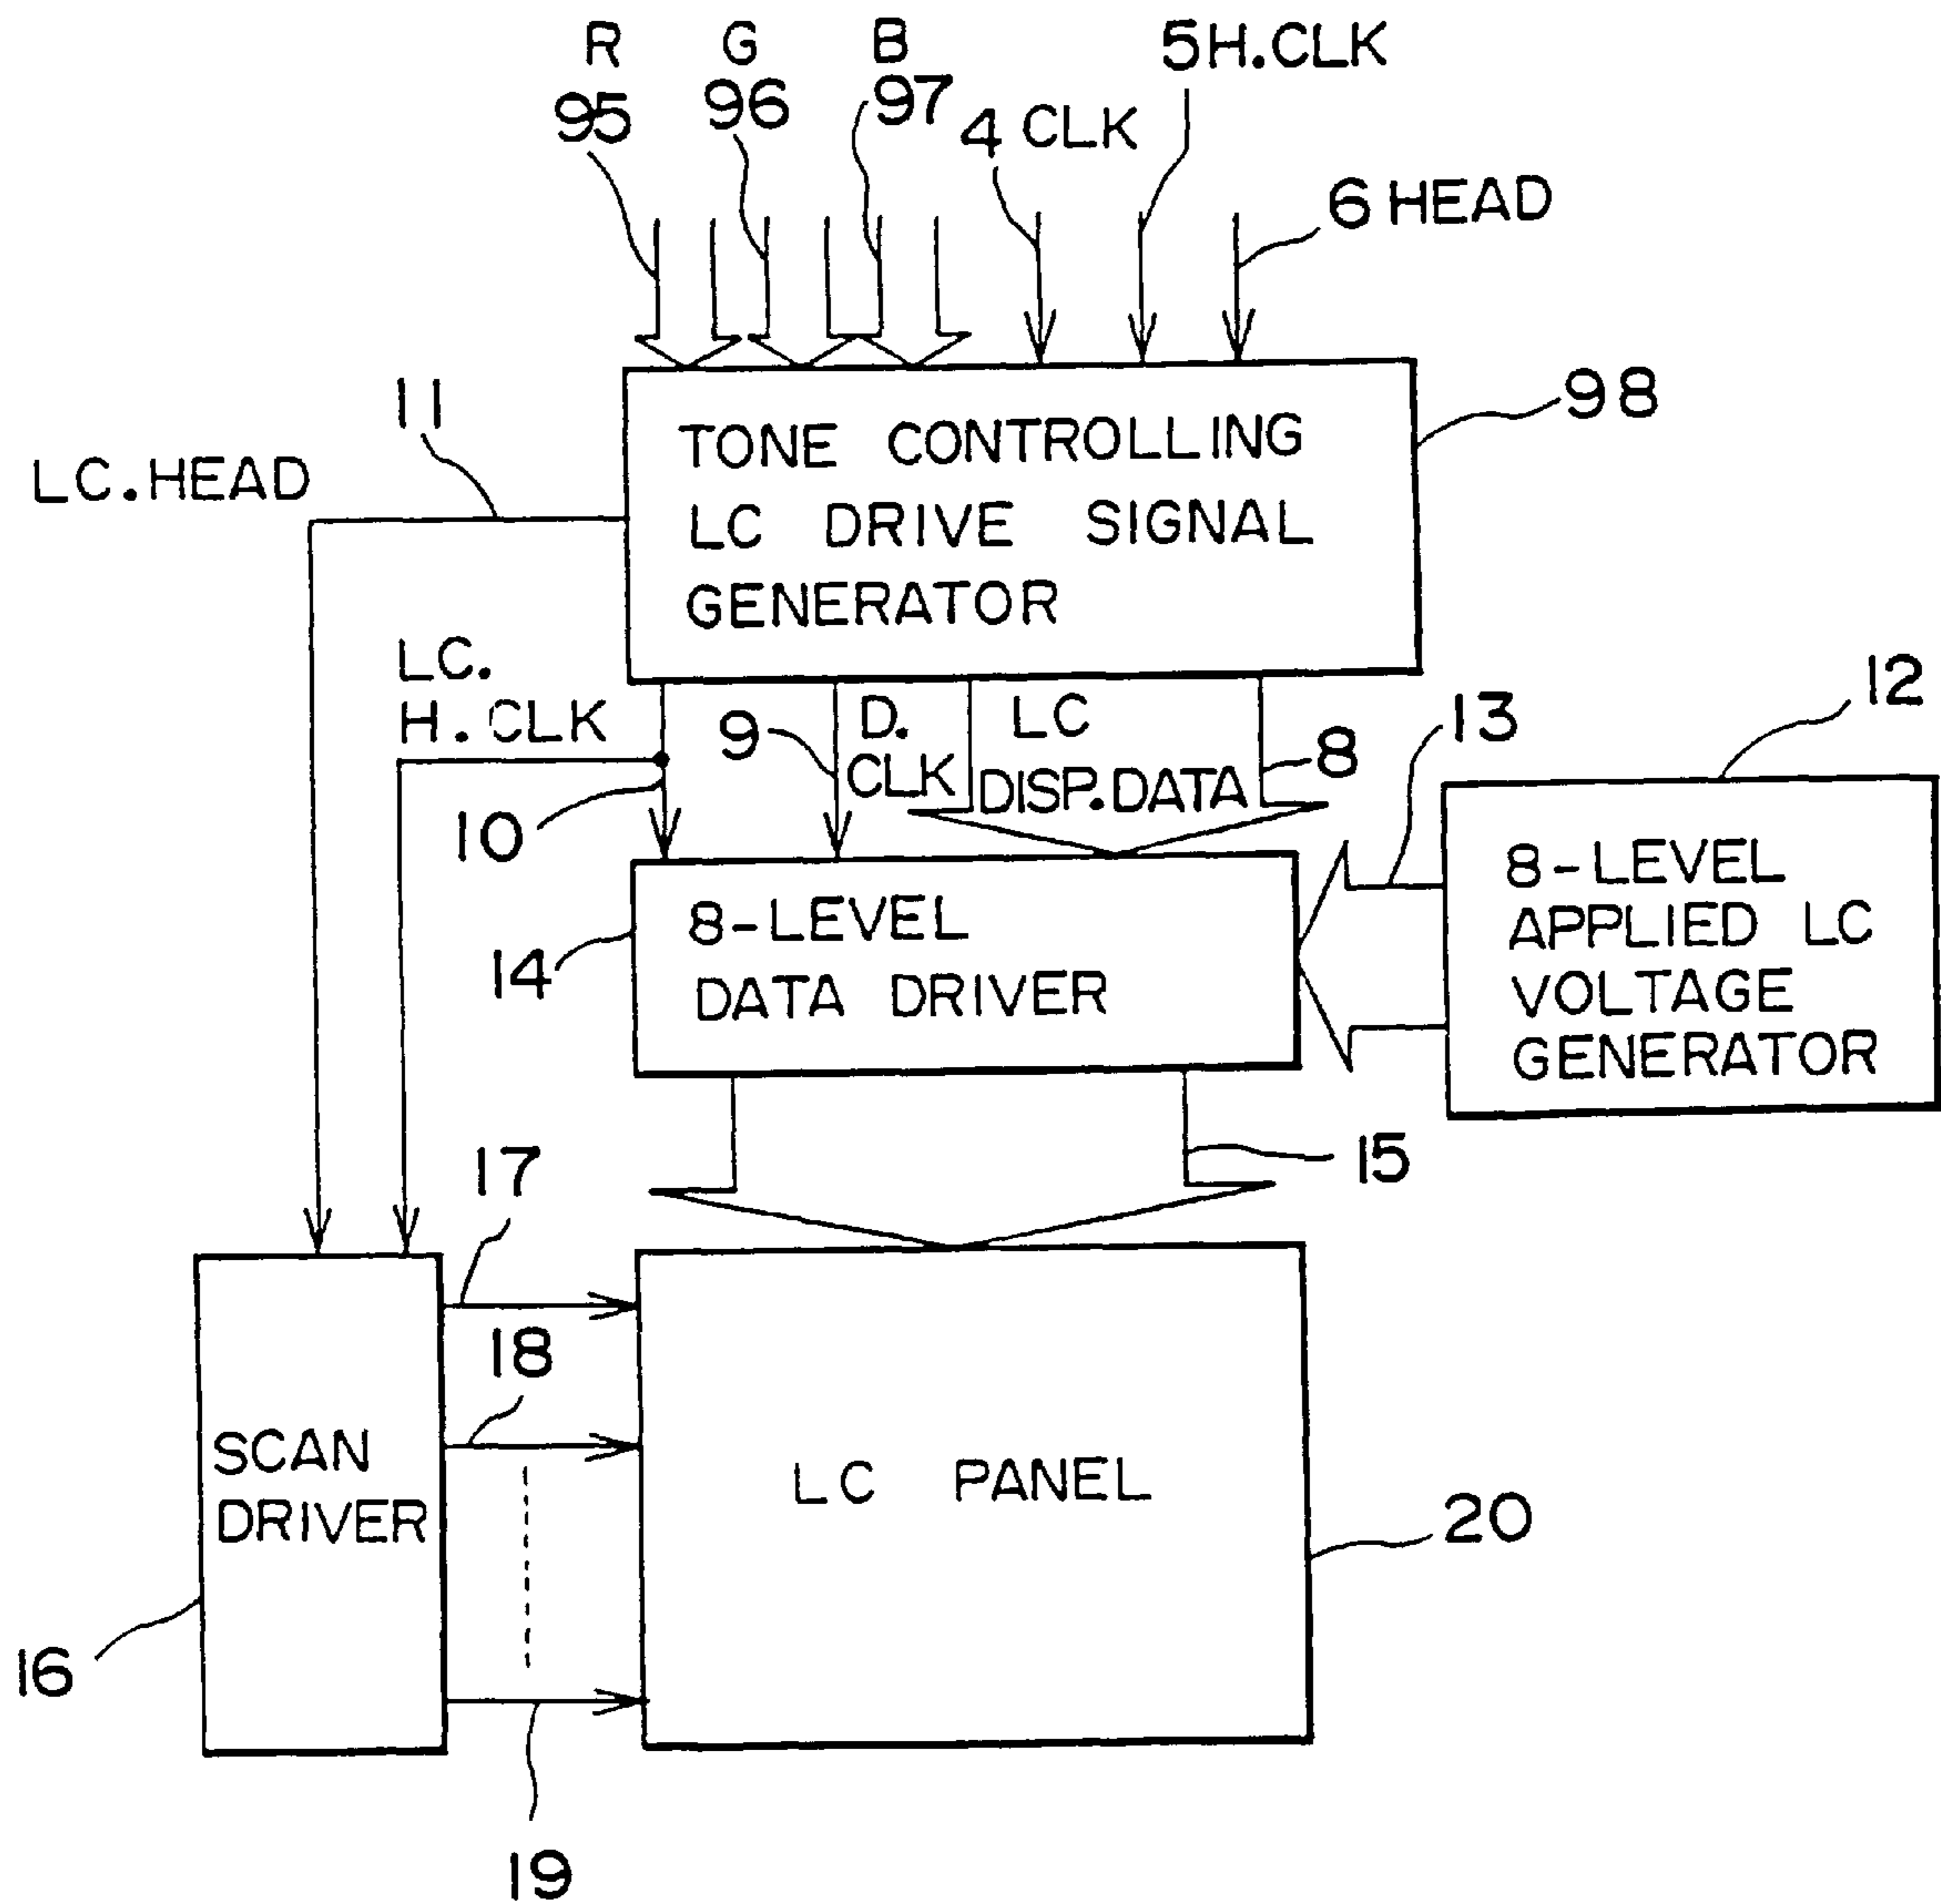 R G B 5H.CLK
95 96 97 4 CLK
6 HEAD
11
98
LC.HEAD
TONE CONTROLLING
LC DRIVE SIGNAL
GENERATOR
LC.
H.CLK
10
9
D.
CLK
LC
DISP.DATA
8
13
12
8-LEVEL
APPLIED LC
VOLTAGE
GENERATOR
14
8-LEVEL
DATA DRIVER
15
17
18
SCAN
DRIVER
LC PANEL
20
16
19